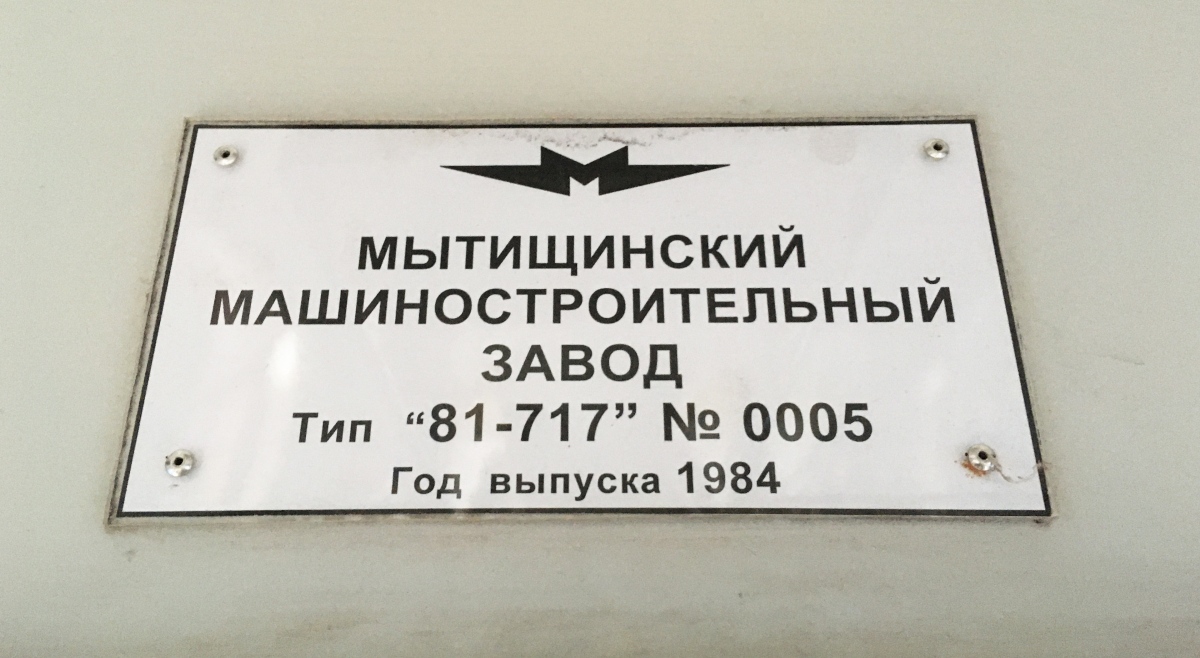 МЫТИЩИНСКИЙ
МАШИНОСТРОИТЕЛЬНЫЙ
ЗАВОД
Тип “81-717” № 0005
Год выпуска 1984